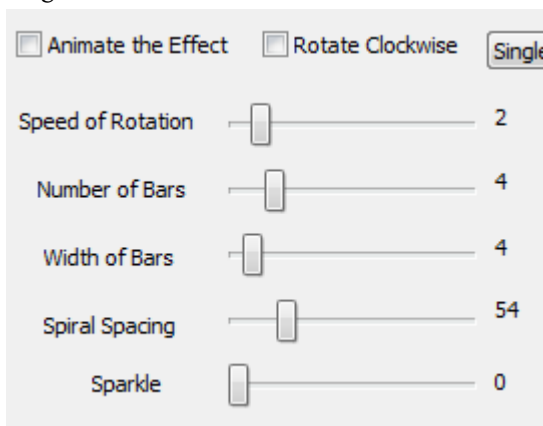 Animate the Effect Rotate Clockwise Single
Speed of Rotation 2
Number of Bars 4
Width of Bars 4
Spiral Spacing 54
Sparkle 0